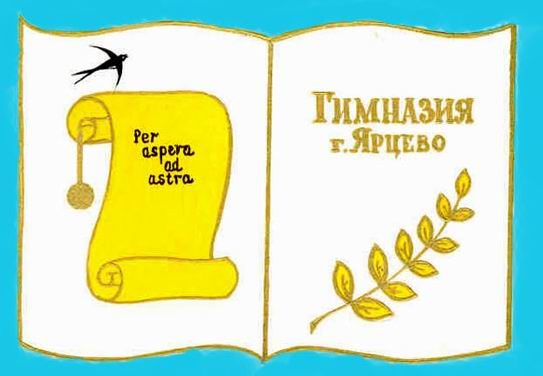 Per
aspera
ad
astra
Гимназия
г. Ярцево